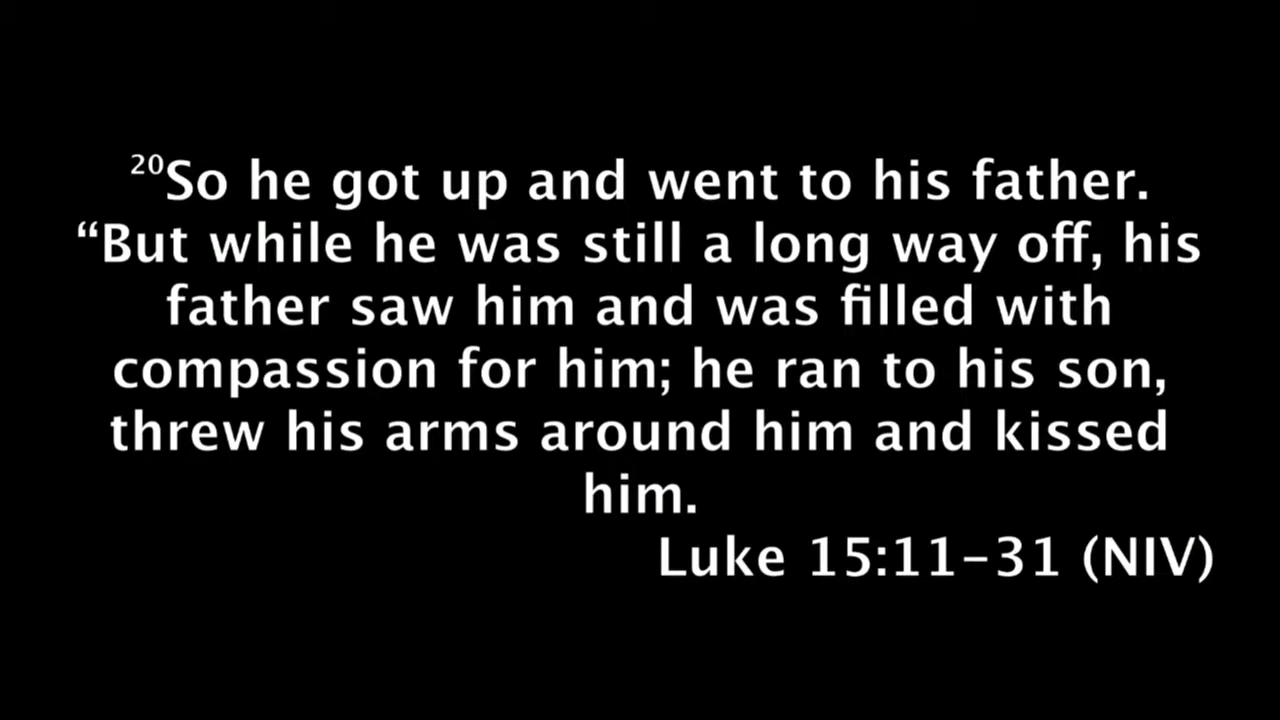 ²⁰So he got up and went to his father.
“But while he was still a long way off, his
father saw him and was filled with
compassion for him; he ran to his son,
threw his arms around him and kissed
him.
Luke 15:11-31 (NIV)